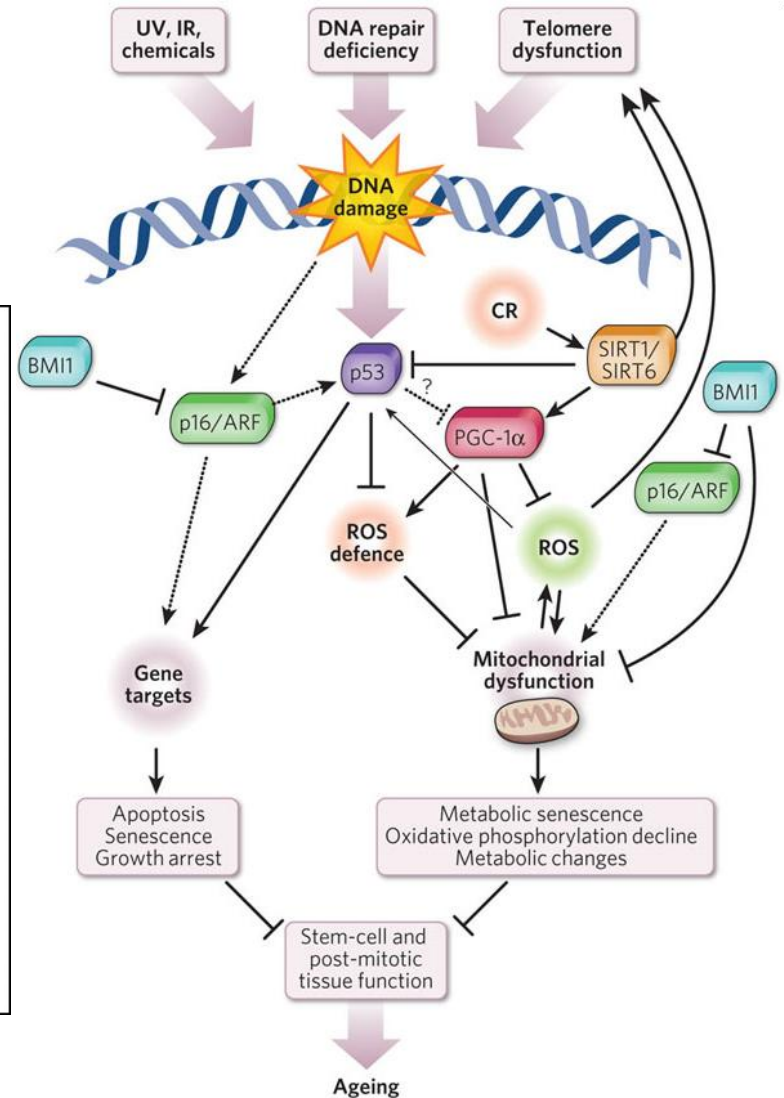 UV, IR,
chemicals
DNA repair
deficiency
Telomere
dysfunction
DNA
damage
CR
SIRT1/
SIRT6
BMI1
p53
?
BMI1
p16/ARF
PGC-1α
p16/ARF
ROS
defence
ROS
Gene
targets
Mitochondrial
dysfunction
Apoptosis
Senescence
Growth arrest
Metabolic senescence
Oxidative phosphorylation decline
Metabolic changes
Stem-cell and
post-mitotic
tissue function
Ageing